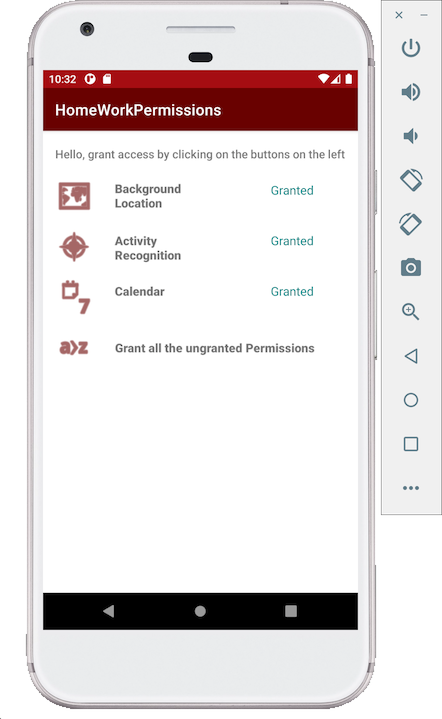 10:32
HomeWorkPermissions
Hello, grant access by clicking on the buttons on the left
Background
Location
Granted
Activity
Recognition
Granted
Calendar
Granted
7
a>z
Grant all the ungranted Permissions